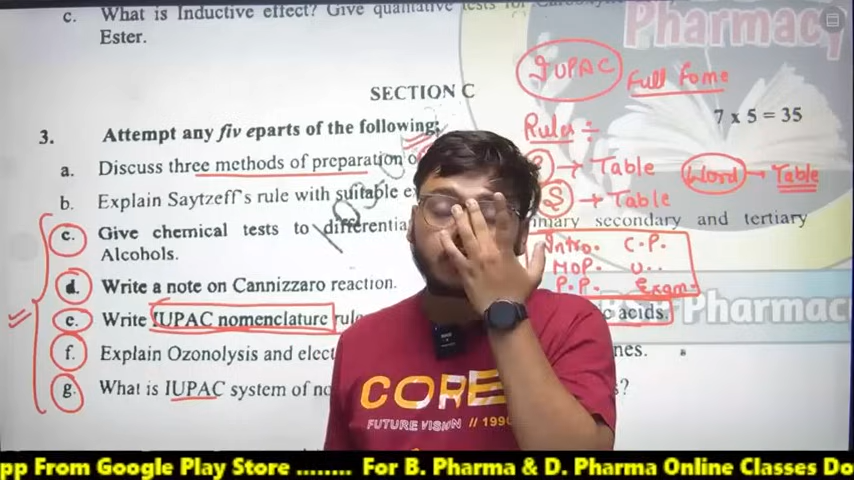 c. What is Inductive effect? Give qualitative tests for
Ester.
Pharmacy
SECTION C
IUPAC Full Fome
7 x 5 = 35
3. Attempt any fiv eparts of the following;
Rules :-
a. Discuss three methods of preparation
→ Table
Word → Table
b. Explain Saytzeff's rule with suitable
S → Table
c. Give chemical tests to differentia
secondary and tertiary
Alcohols.
Intro. C.P.
MOP. U..
P.P. Exam.
d. Write a note on Cannizzaro reaction.
e. Write IUPAC nomenclature rul
acids.
Pharmac
f. Explain Ozonolysis and elect
nes.
g. What is IUPAC system of no
?
CORE
FUTURE VISION // 1990
pp From Google Play Store ........ For B. Pharma & D. Pharma Online Classes Do